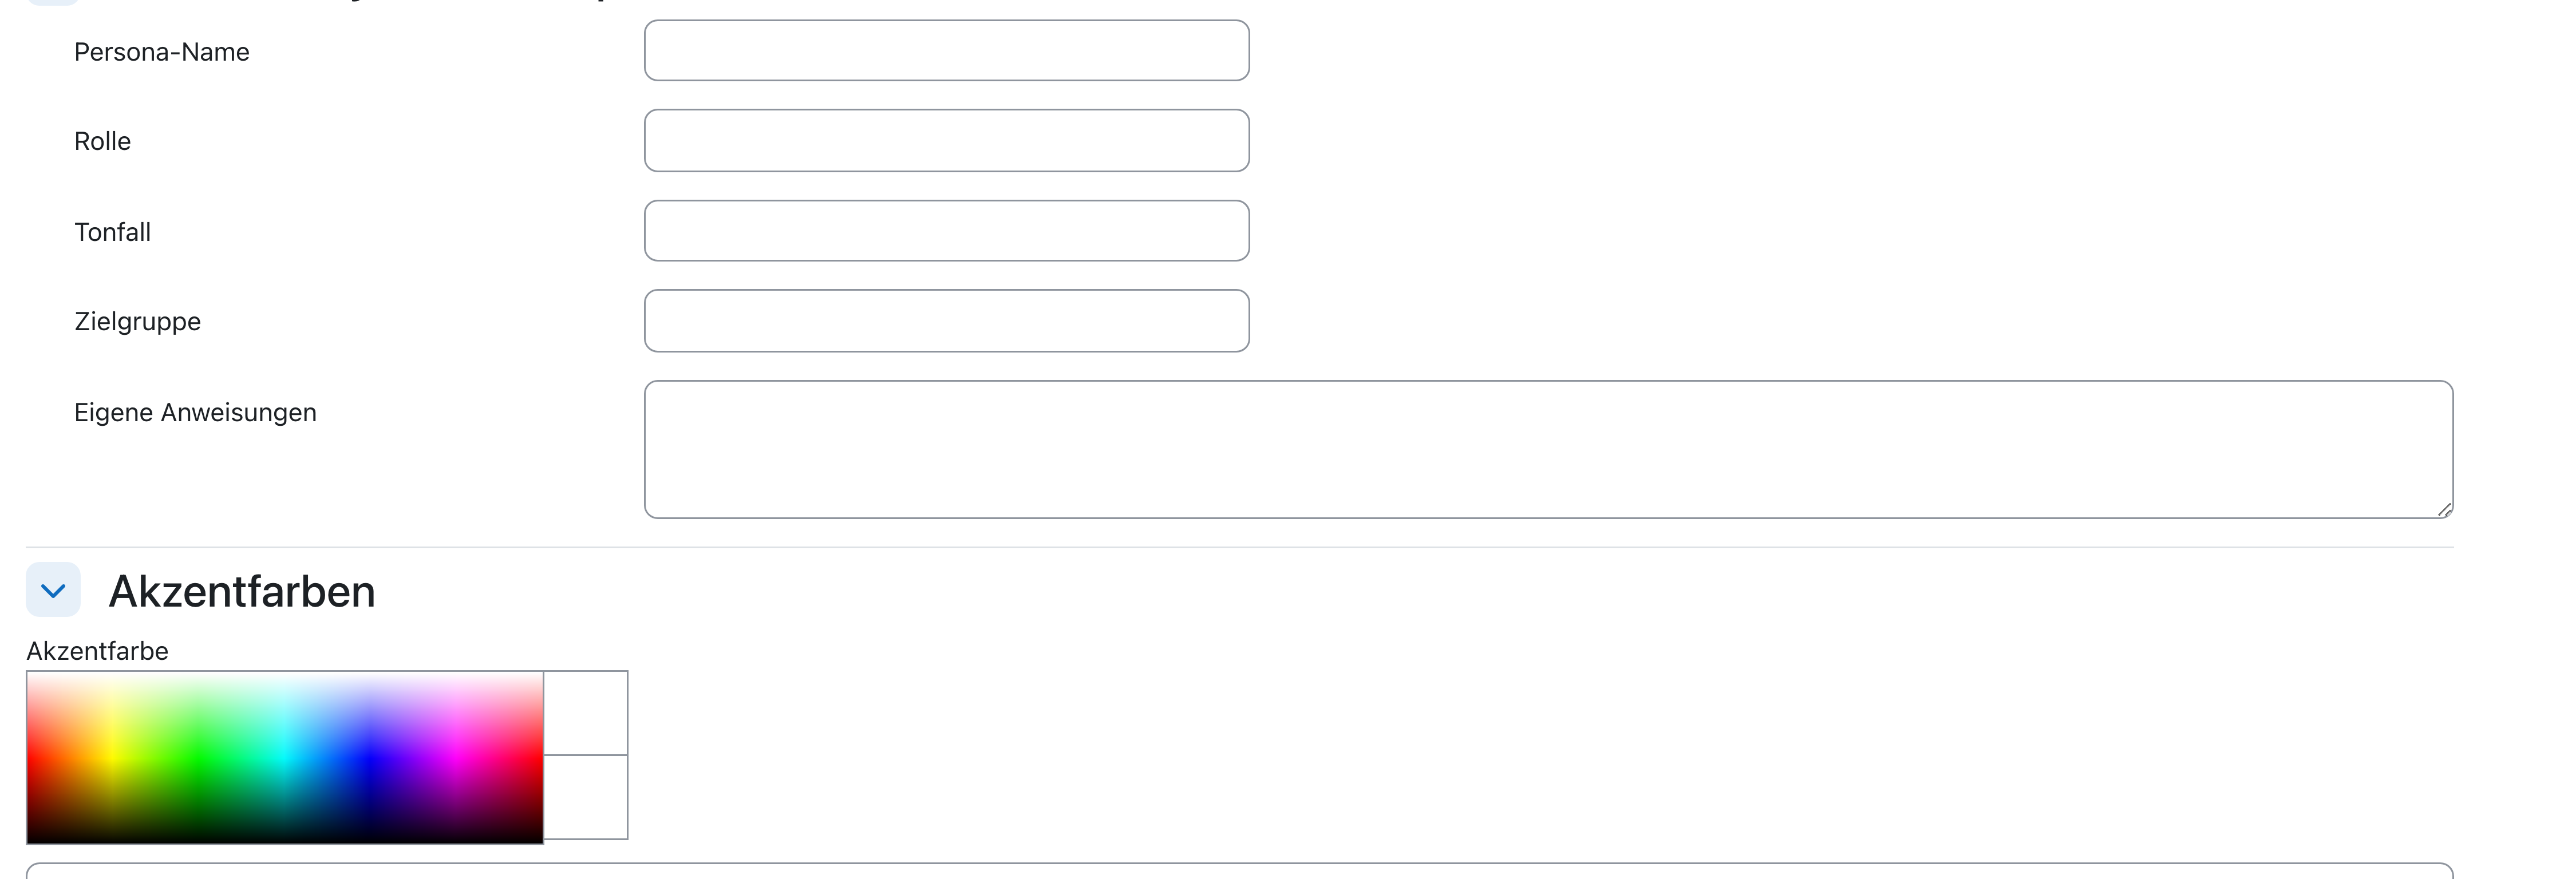 Persona-Name
Rolle
Tonfall
Zielgruppe
Eigene Anweisungen
Akzentfarben
Akzentfarbe